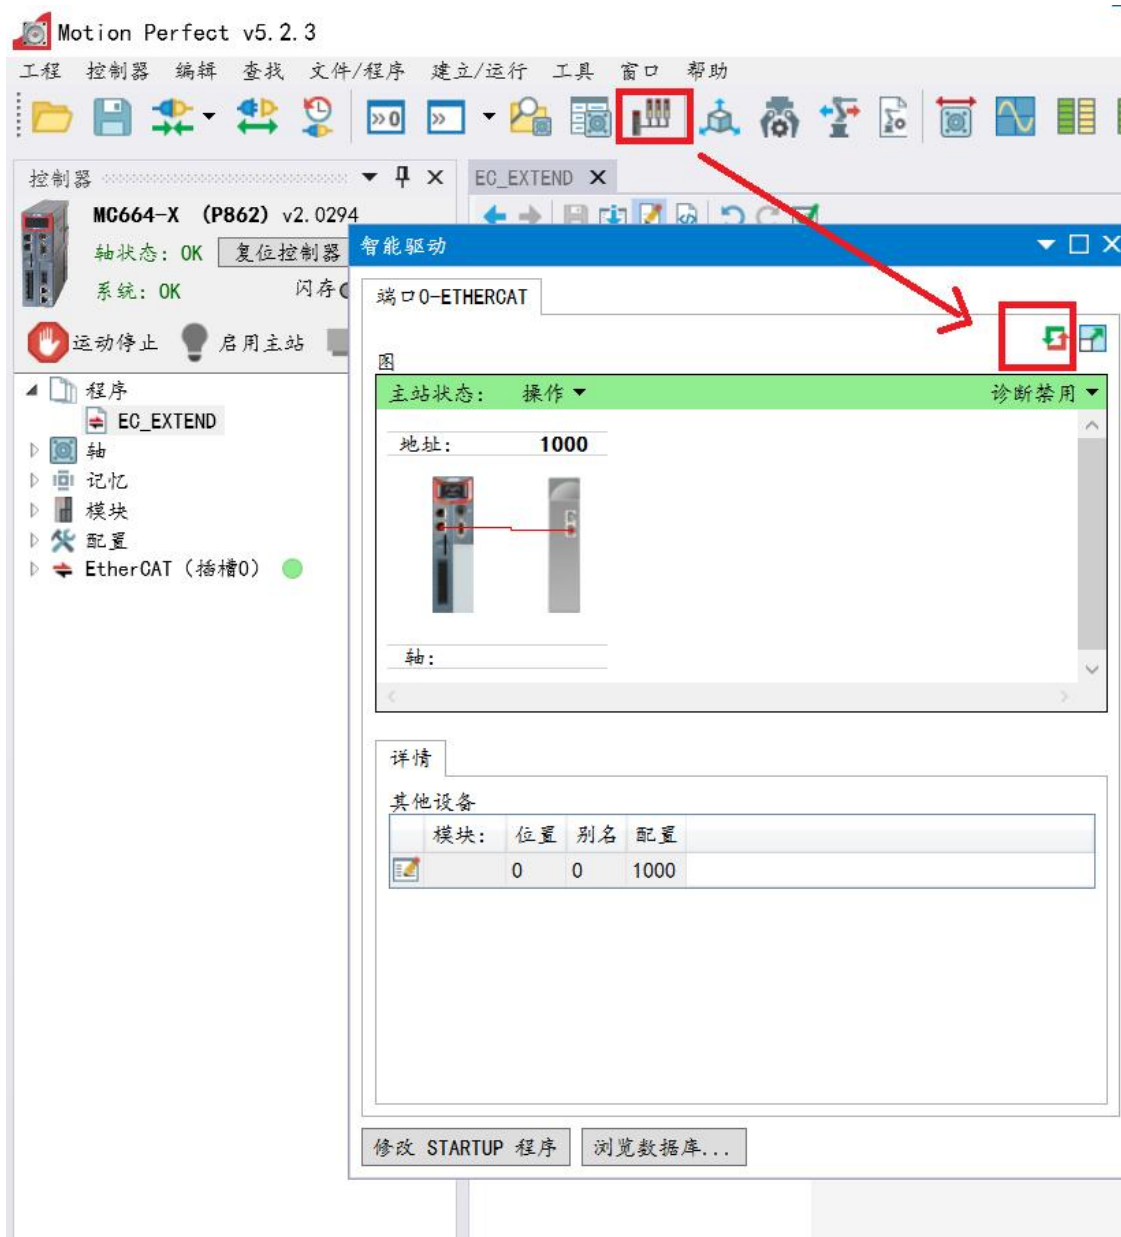 Motion Perfect v5.2.3
工程 控制器 编辑 查找 文件/程序 建立/运行 工具 窗口 帮助
控制器
EC_EXTEND
MC664-X (P862) v2.0294
轴状态: OK 复位控制器
系统: OK 闪存
运动停止 启用主站
程序
EC_EXTEND
轴
记忆
模块
配置
EtherCAT (插槽0)
智能驱动
端口0-ETHERCAT
图
主站状态: 操作 诊断禁用
地址: 1000
轴:
详情
其他设备
模块: 位置 别名 配置
0 0 1000
修改 STARTUP 程序 浏览数据库...